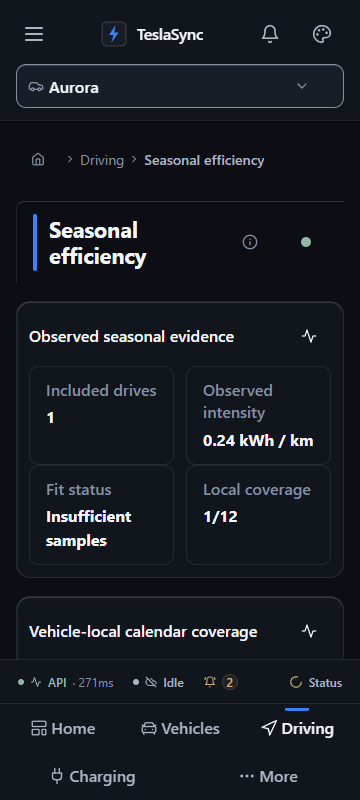 TeslaSync
Aurora
Driving
Seasonal efficiency
Seasonal
efficiency
Observed seasonal evidence
Included drives
1
Observed
intensity
0.24 kWh / km
Fit status
Insufficient
samples
Local coverage
1/12
Vehicle-local calendar coverage
API · 271ms
Idle
2
Status
Home
Vehicles
Driving
Charging
More